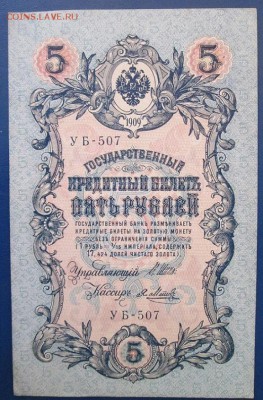 COINS.LAVE.RU
5 5
1909
УБ-507
ГОСУДАРСТВЕННЫЙ
КРЕДИТНЫЙ БИЛЕТЪ
ПЯТЬ РУБЛЕЙ
ГОСУДАРСТВЕННЫЙ БАНКЪ РАЗМѢНИВАЕТЪ
КРЕДИТНЫЕ БИЛЕТЫ НА ЗОЛОТУЮ МОНЕТУ
БЕЗЪ ОГРАНИЧЕНІЯ СУММЫ
(1 РУБЛЬ = 1/15 ИМПЕРІАЛА, СОДЕРЖИТЪ
17,424 ДОЛЕЙ ЧИСТАГО ЗОЛОТА).
Управляющій
Кассиръ
УБ-507
5